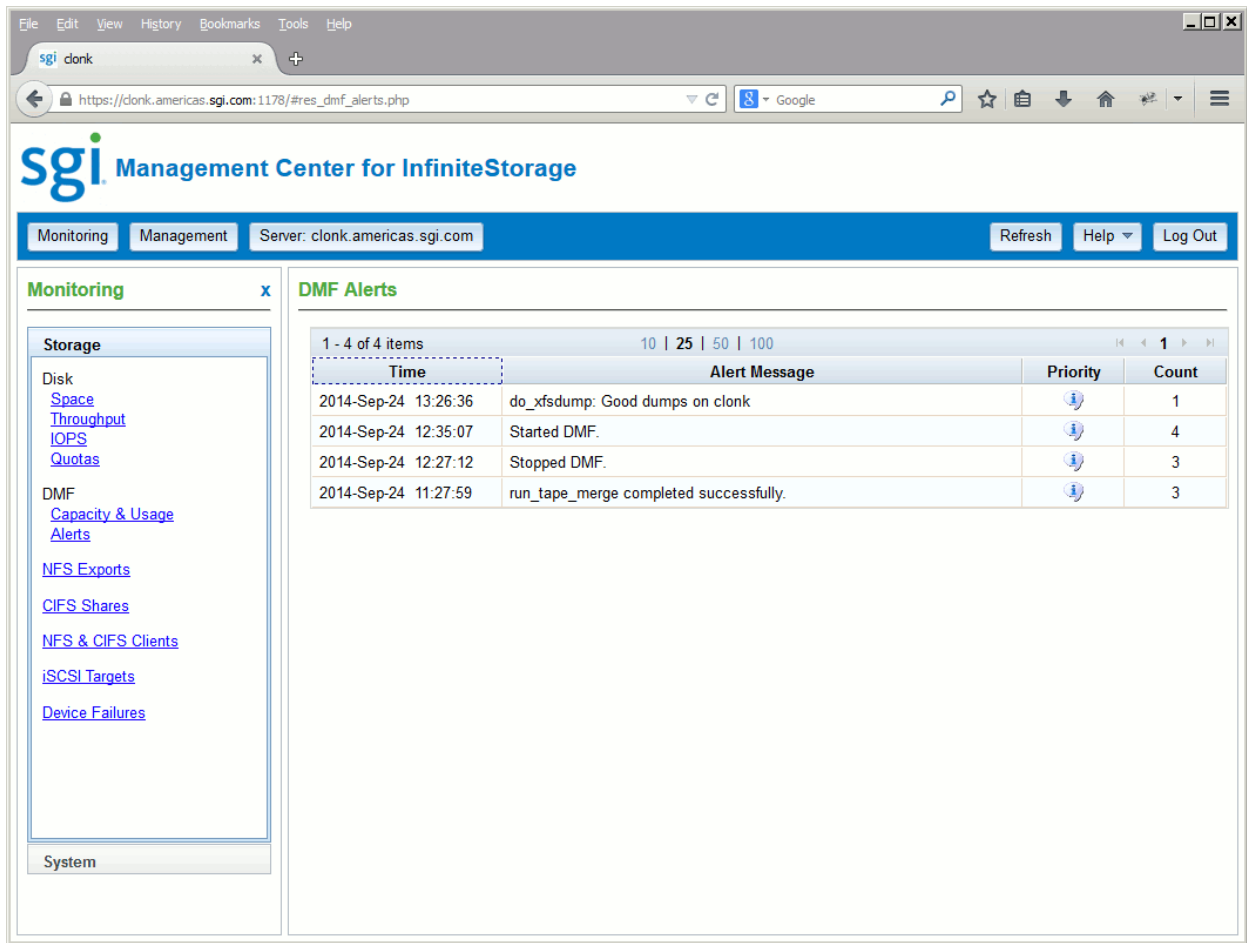 File Edit View History Bookmarks Tools Help
sgi clonk
https://clonk.americas.sgi.com:1178/#res_dmf_alerts.php 8 Google
sgi Management Center for InfiniteStorage
Monitoring Management Server: clonk.americas.sgi.com Refresh Help Log Out
Monitoring x
Storage
Disk
Space
Throughput
IOPS
Quotas
DMF
Capacity & Usage
Alerts
NFS Exports
CIFS Shares
NFS & CIFS Clients
iSCSI Targets
Device Failures
System
DMF Alerts
1 - 4 of 4 items 10 | 25 | 50 | 100 1
Time Alert Message Priority Count
2014-Sep-24 13:26:36 do_xfsdump: Good dumps on clonk i 1
2014-Sep-24 12:35:07 Started DMF. i 4
2014-Sep-24 12:27:12 Stopped DMF. i 3
2014-Sep-24 11:27:59 run_tape_merge completed successfully. i 3